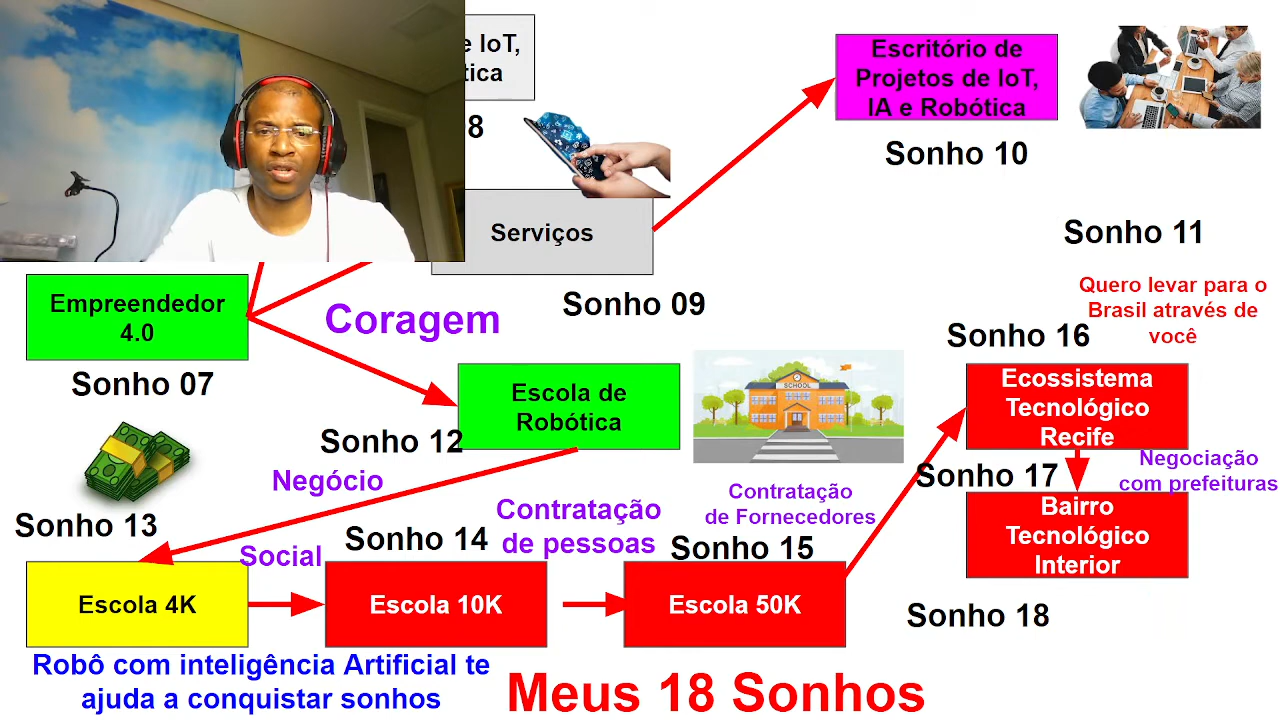 e IoT,
tica
8
Escritório de
Projetos de IoT,
IA e Robótica
Sonho 10
Serviços
Sonho 09
Sonho 11
Quero levar para o
Brasil através de
você
Empreendedor
4.0
Sonho 07
Coragem
Sonho 16
Ecossistema
Tecnológico
Recife
Escola de
Robótica
SCHOOL
Sonho 12
Negócio
Sonho 17
Negociação
com prefeituras
Bairro
Tecnológico
Interior
Contratação
de Fornecedores
Contratação
de pessoas
Sonho 13
Sonho 14
Sonho 15
Social
Escola 4K
Escola 10K
Escola 50K
Sonho 18
Robô com inteligência Artificial te
ajuda a conquistar sonhos
Meus 18 Sonhos